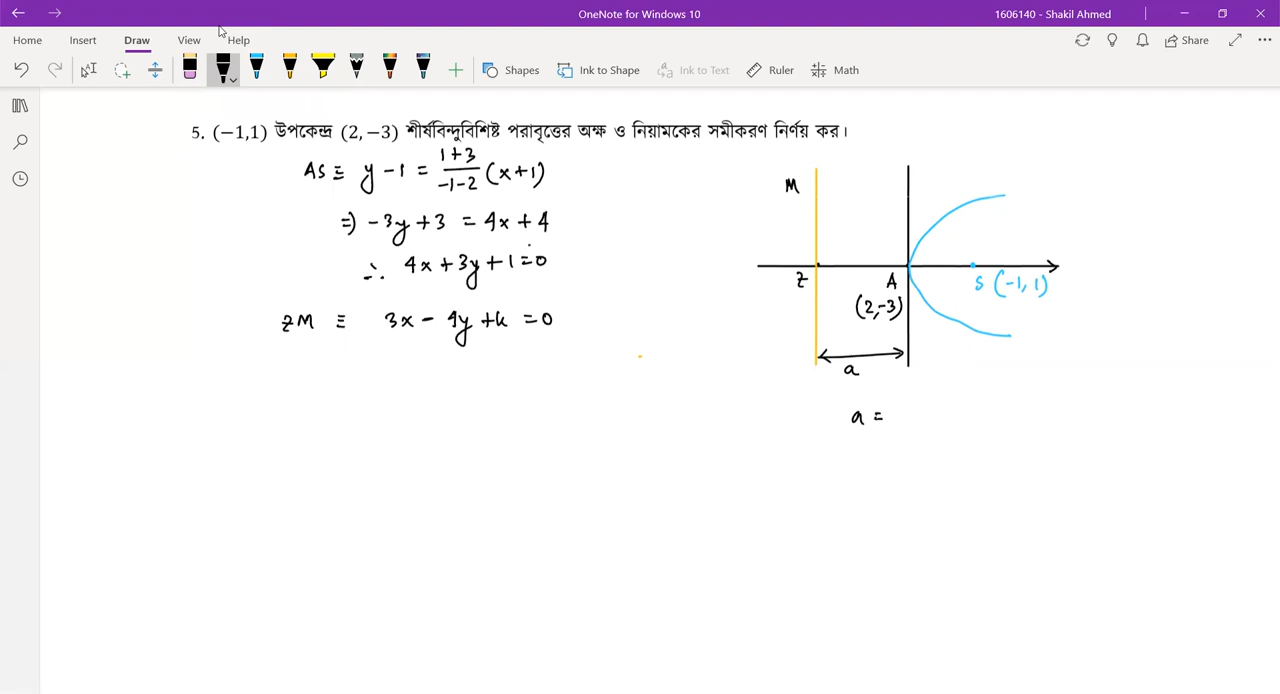 OneNote for Windows 10
1606140 - Shakil Ahmed
Home Insert Draw View Help
Share
Shapes Ink to Shape Ink to Text Ruler Math
5. (−1,1) উপকেন্দ্র (2, −3) শীর্ষবিন্দুবিশিষ্ট পরাবৃত্তের অক্ষ ও নিয়ামকের সমীকরণ নির্ণয় কর।
AS ≡ y - 1 = (1+3)/(-1-2) (x+1)
⇒ -3y + 3 = 4x + 4
∴ 4x + 3y + 1 = 0
ZM ≡ 3x - 4y + k = 0
M
Z A S (-1, 1)
(2,-3)
a
a =